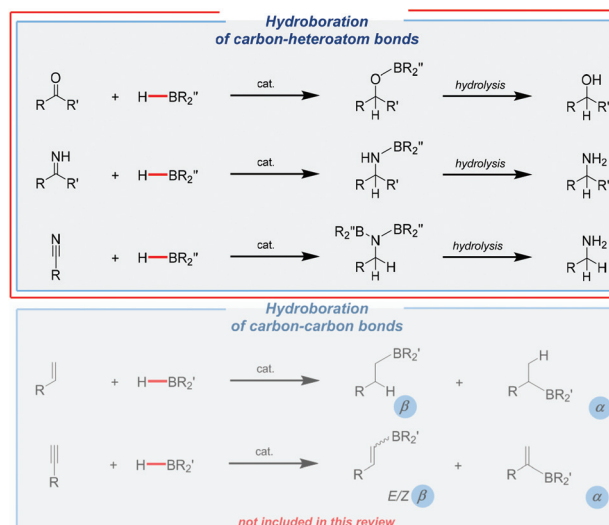 Hydroboration
of carbon-heteroatom bonds
O
R R' + H BR2'' cat. O BR2'' R R' H hydrolysis OH R R' H
NH
R R' + H BR2'' cat. HN BR2'' R R' H hydrolysis NH2 R R' H
N
R + H BR2'' cat. R2''B N BR2'' R H H hydrolysis NH2 R H H
Hydroboration
of carbon-carbon bonds
R + H BR2' cat. BR2' R H β + H R BR2' α
R + H BR2' cat. BR2' R H E/Z β + R BR2' α
not included in this review